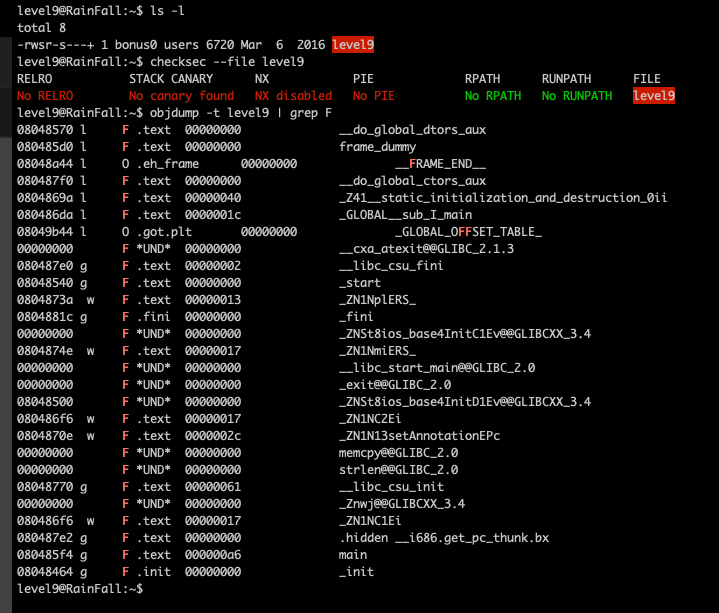 level9@RainFall:~$ ls -l
total 8
-rwsr-s---+ 1 bonus0 users 6720 Mar  6  2016 level9
level9@RainFall:~$ checksec --file level9
RELRO           STACK CANARY      NX            PIE             RPATH      RUNPATH      FILE
No RELRO        No canary found   NX disabled   No PIE          No RPATH   No RUNPATH   level9
level9@RainFall:~$ objdump -t level9 | grep F
08048570 l     F .text  00000000              __do_global_dtors_aux
080485d0 l     F .text  00000000              frame_dummy
08048a44 l     O .eh_frame      00000000              __FRAME_END__
080487f0 l     F .text  00000000              __do_global_ctors_aux
0804869a l     F .text  00000040              _Z41__static_initialization_and_destruction_0ii
080486da l     F .text  0000001c              _GLOBAL__sub_I_main
08049b44 l     O .got.plt       00000000              _GLOBAL_OFFSET_TABLE_
00000000       F *UND*  00000000              __cxa_atexit@@GLIBC_2.1.3
080487e0 g     F .text  00000002              __libc_csu_fini
08048540 g     F .text  00000000              _start
0804873a  w    F .text  00000013              _ZN1NplERS_
0804881c g     F .fini  00000000              _fini
00000000       F *UND*  00000000              _ZNSt8ios_base4InitC1Ev@@GLIBCXX_3.4
0804874e  w    F .text  00000017              _ZN1NmiERS_
00000000       F *UND*  00000000              __libc_start_main@@GLIBC_2.0
00000000       F *UND*  00000000              _exit@@GLIBC_2.0
08048500       F *UND*  00000000              _ZNSt8ios_base4InitD1Ev@@GLIBCXX_3.4
080486f6  w    F .text  00000017              _ZN1NC2Ei
0804870e  w    F .text  0000002c              _ZN1N13setAnnotationEPc
00000000       F *UND*  00000000              memcpy@@GLIBC_2.0
00000000       F *UND*  00000000              strlen@@GLIBC_2.0
08048770 g     F .text  00000061              __libc_csu_init
00000000       F *UND*  00000000              _Znwj@@GLIBCXX_3.4
080486f6  w    F .text  00000017              _ZN1NC1Ei
080487e2 g     F .text  00000000              .hidden __i686.get_pc_thunk.bx
080485f4 g     F .text  000000a6              main
08048464 g     F .init  00000000              _init
level9@RainFall:~$